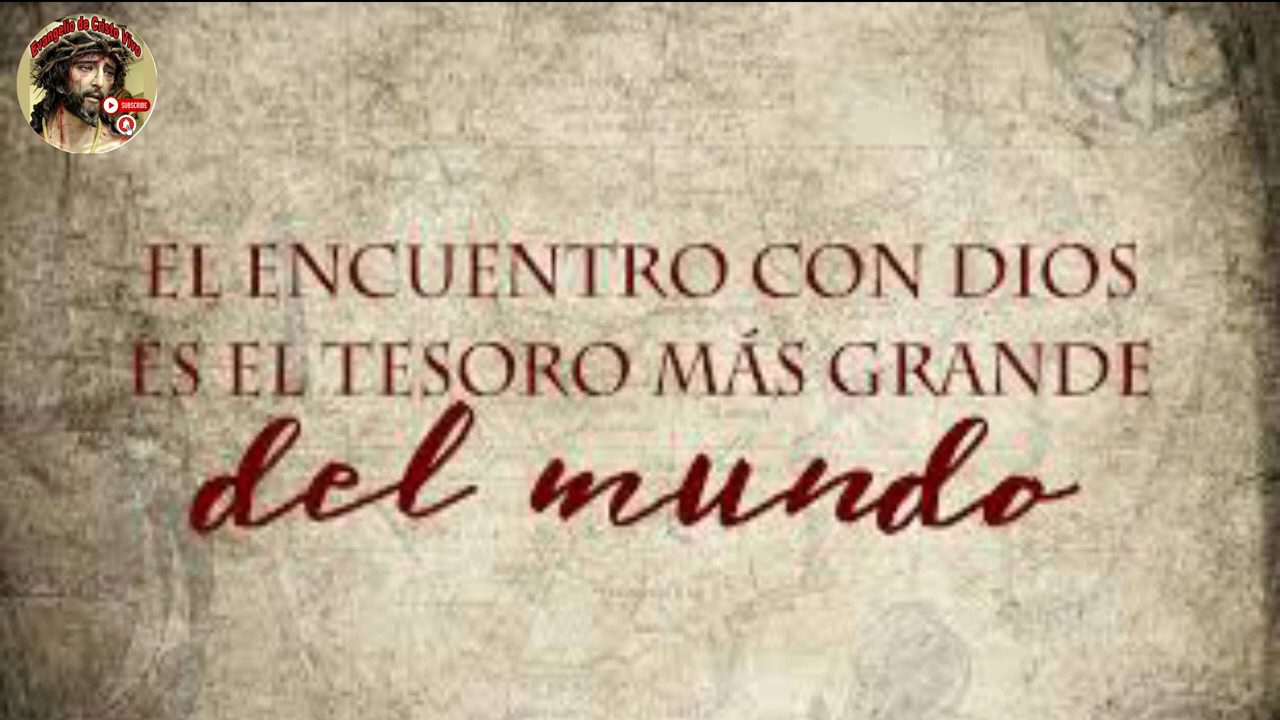 Evangelio de Cristo Vivo
SUBSCRIBE
EL ENCUENTRO CON DIOS
ES EL TESORO MÁS GRANDE
del mundo